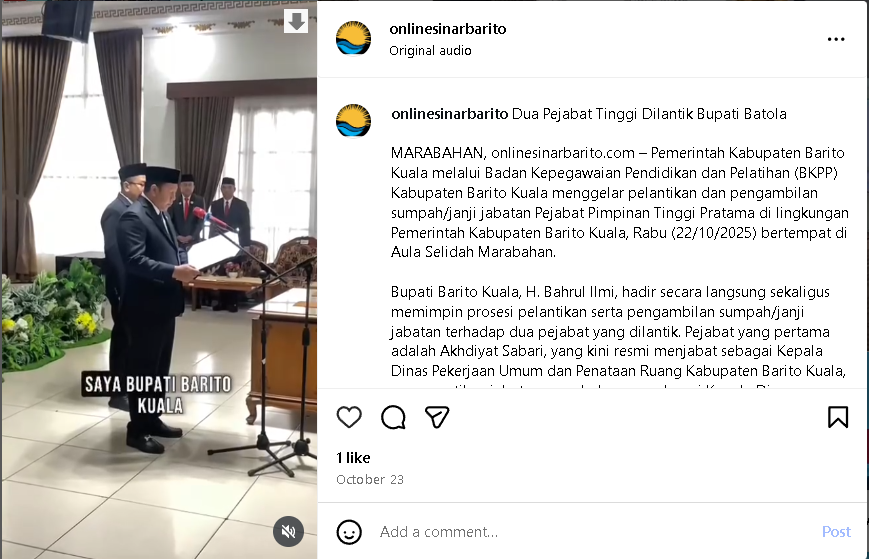 SAYA BUPATI BARITO
KUALA
onlinesinarbarito
Original audio
onlinesinarbarito Dua Pejabat Tinggi Dilantik Bupati Batola
MARABAHAN, onlinesinarbarito.com – Pemerintah Kabupaten Barito
Kuala melalui Badan Kepegawaian Pendidikan dan Pelatihan (BKPP)
Kabupaten Barito Kuala menggelar pelantikan dan pengambilan
sumpah/janji jabatan Pejabat Pimpinan Tinggi Pratama di lingkungan
Pemerintah Kabupaten Barito Kuala, Rabu (22/10/2025) bertempat di
Aula Selidah Marabahan.
Bupati Barito Kuala, H. Bahrul Ilmi, hadir secara langsung sekaligus
memimpin prosesi pelantikan serta pengambilan sumpah/janji
jabatan terhadap dua pejabat yang dilantik. Pejabat yang pertama
adalah Akhdiyat Sabari, yang kini resmi menjabat sebagai Kepala
Dinas Pekerjaan Umum dan Penataan Ruang Kabupaten Barito Kuala,
1 like
October 23
Add a comment...
Post